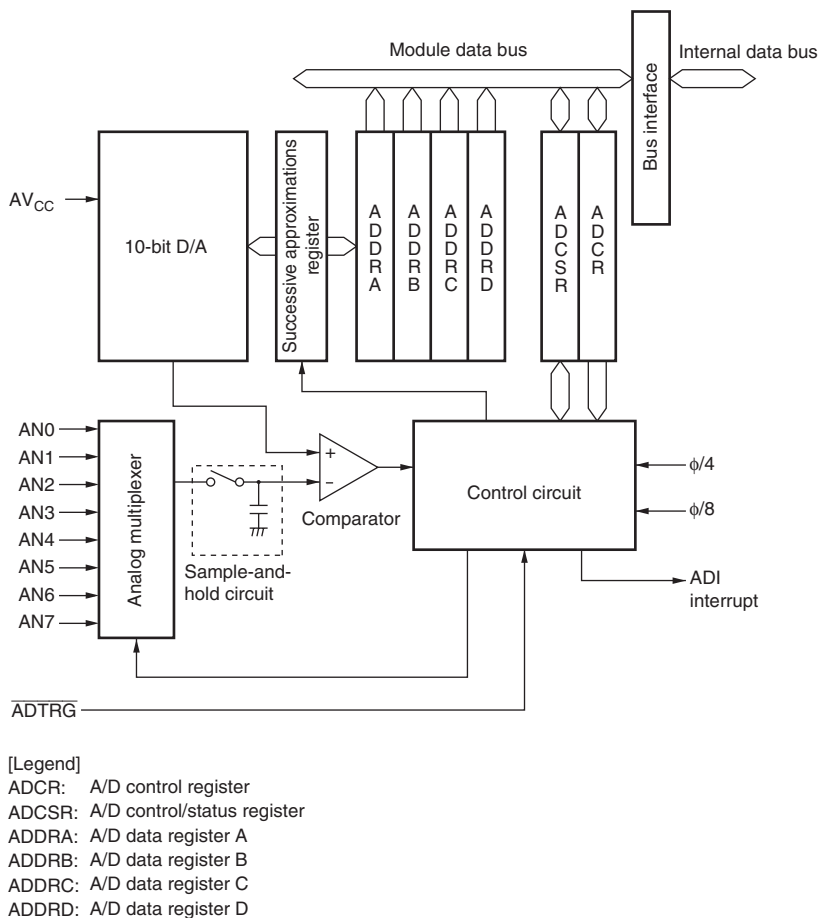 Module data bus
Internal data bus
Bus interface
AVCC
10-bit D/A
Successive approximations
register
ADDRA
ADDRB
ADDRC
ADDRD
ADCSR
ADCR
AN0
AN1
AN2
AN3
AN4
AN5
AN6
AN7
Analog multiplexer
+
−
Comparator
Sample-and-
hold circuit
Control circuit
ϕ/4
ϕ/8
ADI
interrupt
ADTRG
[Legend]
ADCR: A/D control register
ADCSR: A/D control/status register
ADDRA: A/D data register A
ADDRB: A/D data register B
ADDRC: A/D data register C
ADDRD: A/D data register D